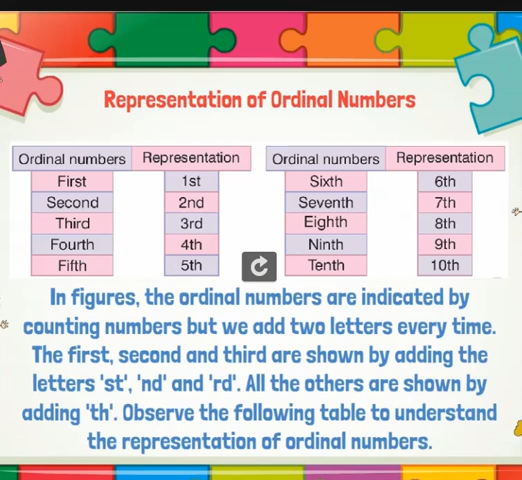 Representation of Ordinal Numbers
Ordinal numbers Representation Ordinal numbers Representation
First 1st Sixth 6th
Second 2nd Seventh 7th
Third 3rd Eighth 8th
Fourth 4th Ninth 9th
Fifth 5th Tenth 10th
In figures, the ordinal numbers are indicated by
counting numbers but we add two letters every time.
The first, second and third are shown by adding the
letters 'st', 'nd' and 'rd'. All the others are shown by
adding 'th'. Observe the following table to understand
the representation of ordinal numbers.